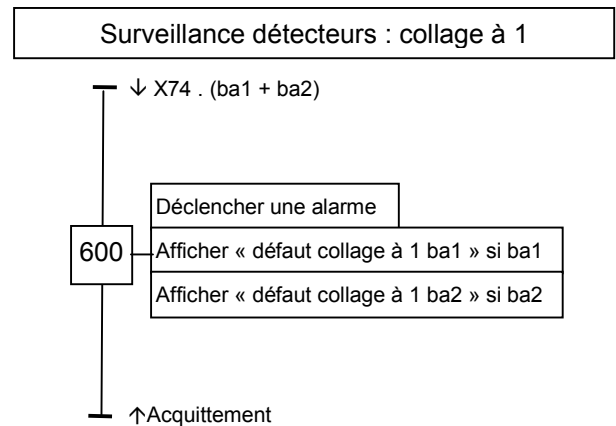 Surveillance détecteurs : collage à 1
↓ X74 . (ba1 + ba2)
Déclencher une alarme
600
Afficher « défaut collage à 1 ba1 » si ba1
Afficher « défaut collage à 1 ba2 » si ba2
↑Acquittement